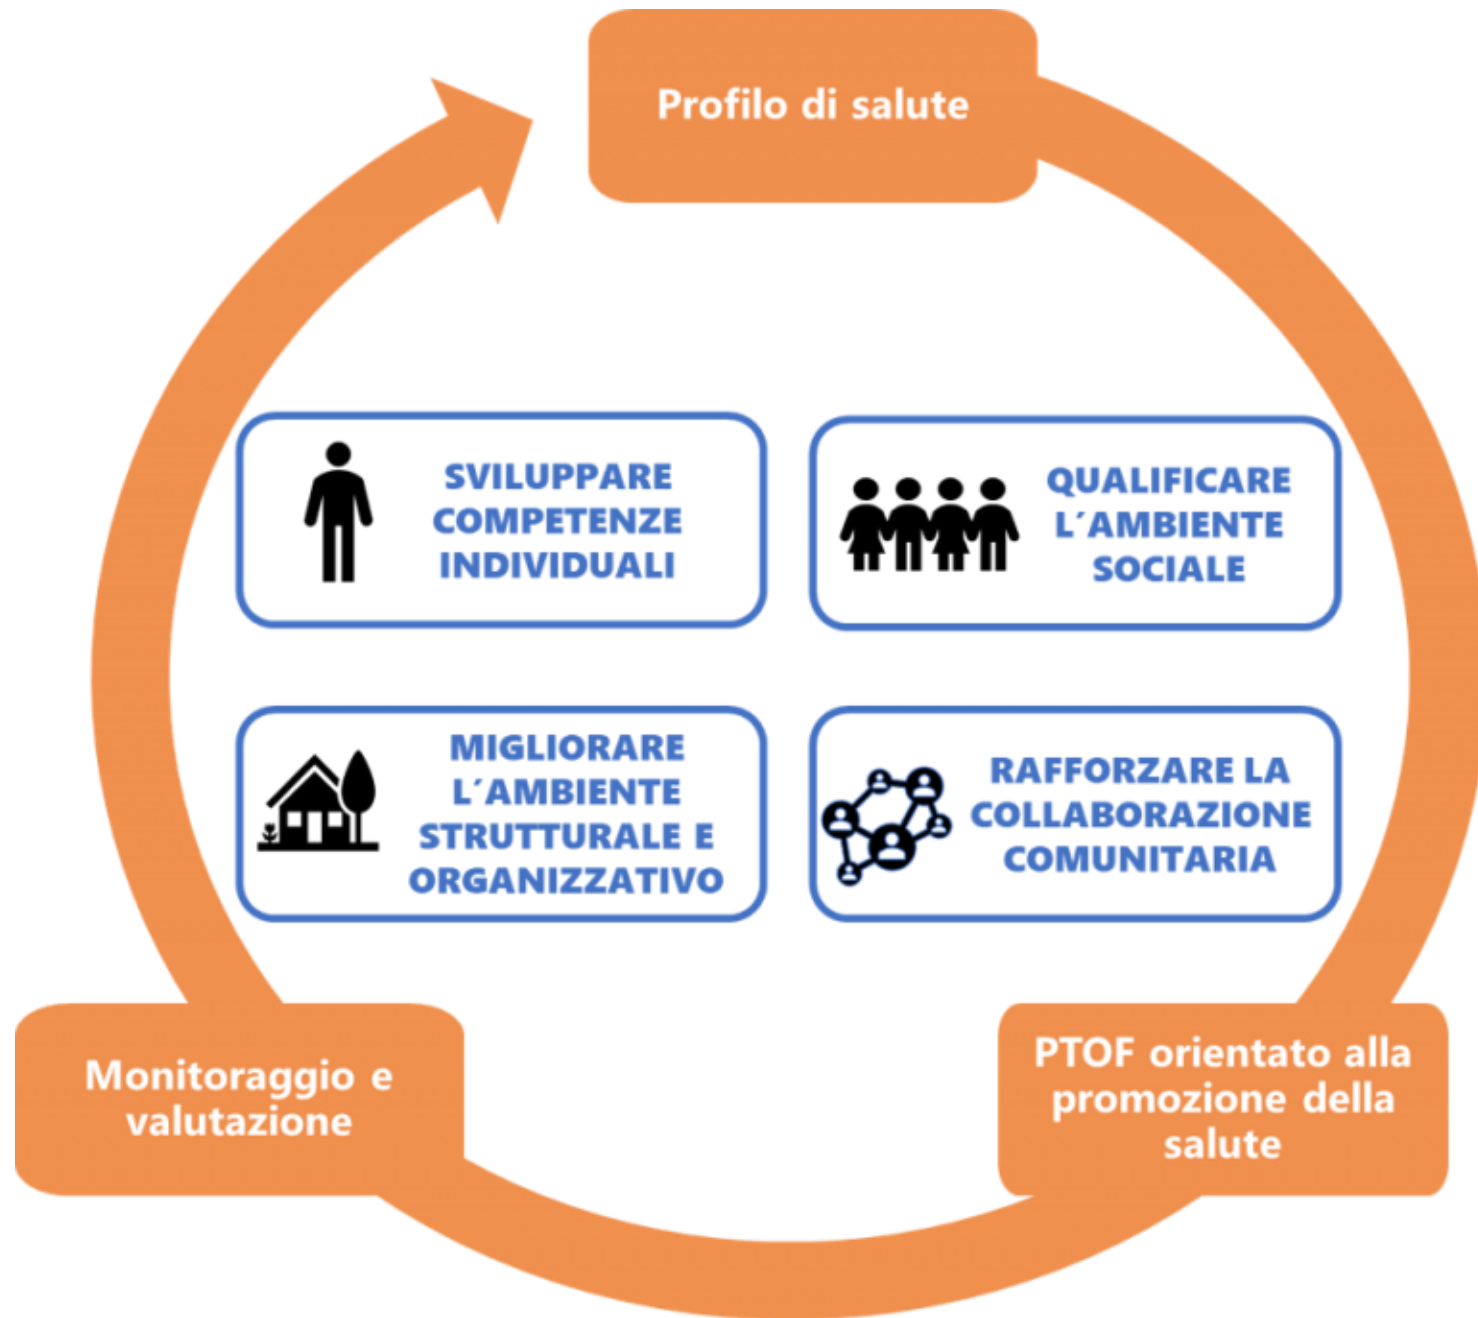 Profilo di salute
SVILUPPARE
COMPETENZE
INDIVIDUALI
QUALIFICARE
L´AMBIENTE
SOCIALE
MIGLIORARE
L´AMBIENTE
STRUTTURALE E
ORGANIZZATIVO
RAFFORZARE LA
COLLABORAZIONE
COMUNITARIA
Monitoraggio e
valutazione
PTOF orientato alla
promozione della
salute